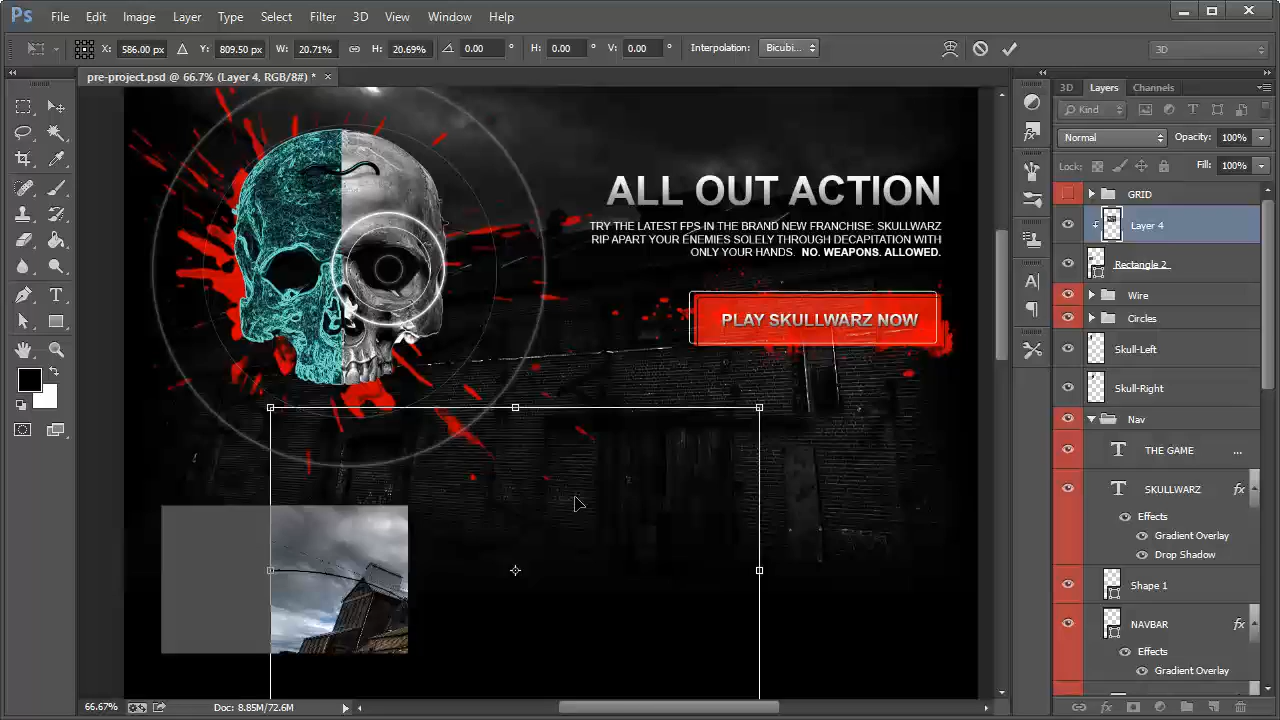 Ps File Edit Image Layer Type Select Filter 3D View Window Help
X: 586.00 px Y: 809.50 px W: 20.71% H: 20.69% 0.00 ° H: 0.00 ° V: 0.00 ° Interpolation: Bicubi... 3D
pre-project.psd @ 66.7% (Layer 4, RGB/8#) * ×
ALL OUT ACTION
TRY THE LATEST FPS IN THE BRAND NEW FRANCHISE: SKULLWARZ
RIP APART YOUR ENEMIES SOLELY THROUGH DECAPITATION WITH
ONLY YOUR HANDS. NO. WEAPONS. ALLOWED.
PLAY SKULLWARZ NOW
3D Layers Channels
Kind
Normal Opacity: 100%
Lock: Fill: 100%
GRID
Layer 4
Rectangle 2
Wire
Circles
Skull-Left
Skull-Right
Nav
THE GAME ...
SKULLWARZ fx
Effects
Gradient Overlay
Drop Shadow
Shape 1
NAVBAR fx
Effects
Gradient Overlay
66.67% Doc: 8.85M/72.6M